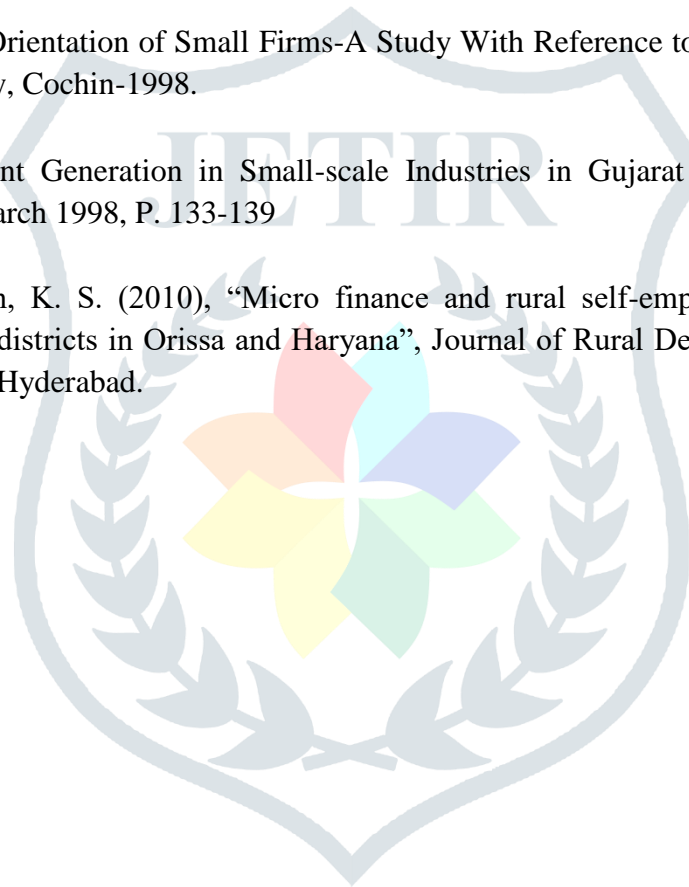 Orientation of Small Firms-A Study With Reference to
, Cochin-1998.
JETIR
nt Generation in Small-scale Industries in Gujarat
arch 1998, P. 133-139
n, K. S. (2010), “Micro finance and rural self-emp
districts in Orissa and Haryana”, Journal of Rural De
Hyderabad.